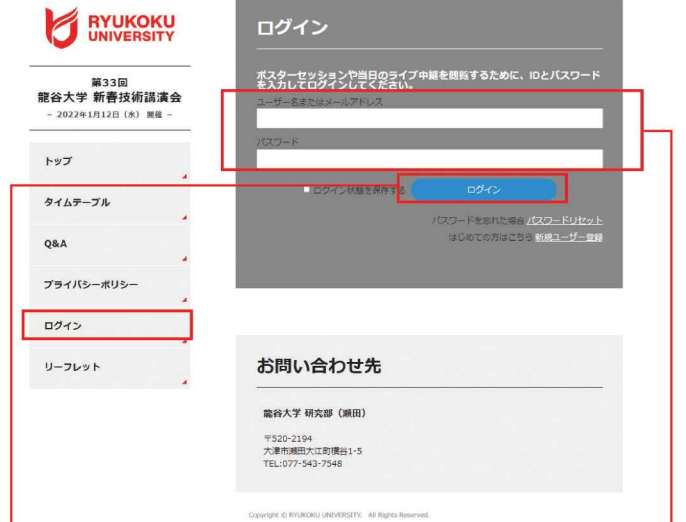 RYUKOKU
UNIVERSITY
第33回
龍谷大学 新春技術講演会
- 2022年1月12日（水） 開催 -
トップ
タイムテーブル
Q&A
プライバシーポリシー
ログイン
リーフレット
ログイン
ポスターセッションや当日のライブ中継を閲覧するために、IDとパスワード
を入力してログインしてください。
ユーザー名またはメールアドレス
パスワード
ログイン状態を保存する
ログイン
パスワードを忘れた場合 パスワードリセット
はじめての方はこちら 新規ユーザー登録
お問い合わせ先
龍谷大学 研究部（瀬田）
〒520-2194
大津市瀬田大江町横谷1-5
TEL:077-543-7548
Copyright © RYUKOKU UNIVERSITY. All Rights Reserved.